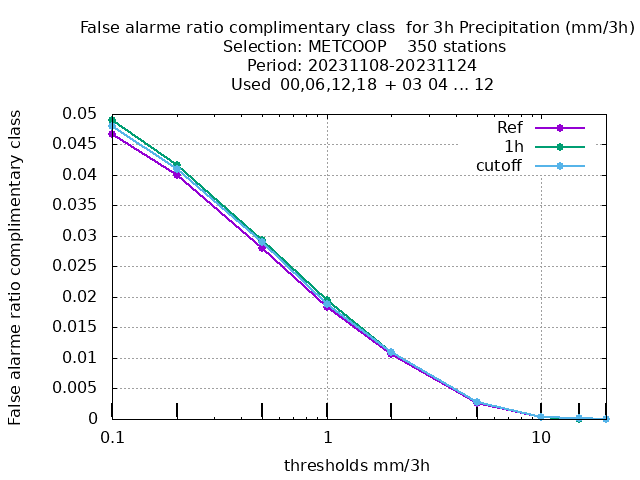 False alarme ratio complimentary class  for 3h Precipitation (mm/3h)
Selection: METCOOP    350 stations
Period: 20231108-20231124
Used  00,06,12,18  + 03 04 ... 12
False alarme ratio complimentary class
0.05
0.045
0.04
0.035
0.03
0.025
0.02
0.015
0.01
0.005
0
Ref
1h
cutoff
0.1
1
10
thresholds mm/3h